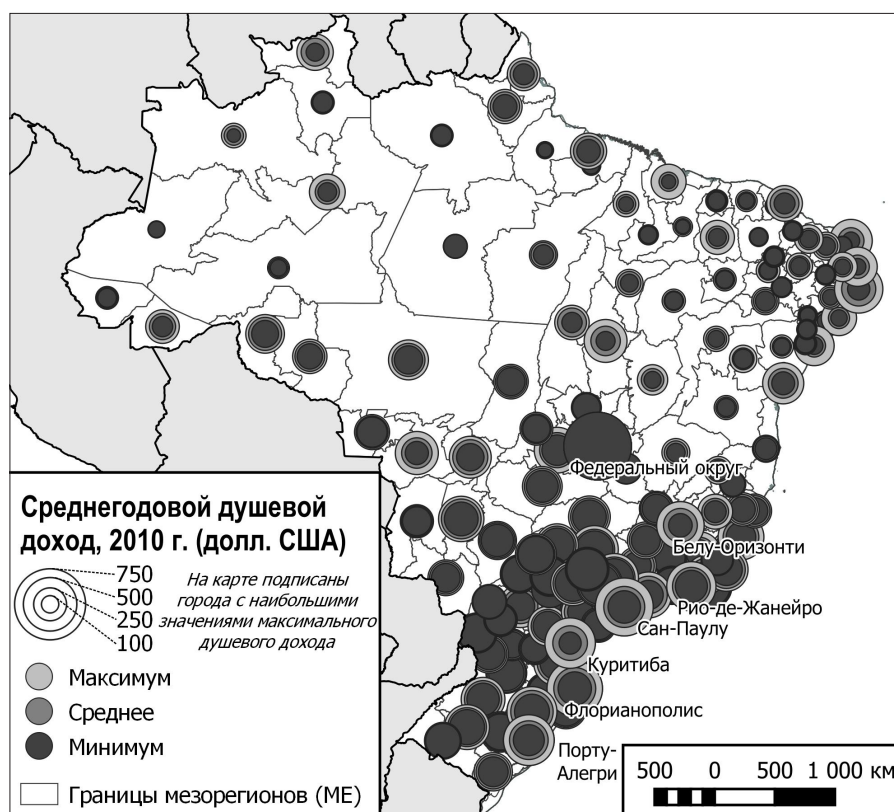 Федеральный округ
Белу-Оризонти
Рио-де-Жанейро
Сан-Паулу
Куритиба
Флорианополис
Порту-
Алегри
Среднегодовой душевой
доход, 2010 г. (долл. США)
750
500
250
100
На карте подписаны
города с наибольшими
значениями максимального
душевого дохода
Максимум
Среднее
Минимум
Границы мезорегионов (МЕ)
500 0 500 1 000 км